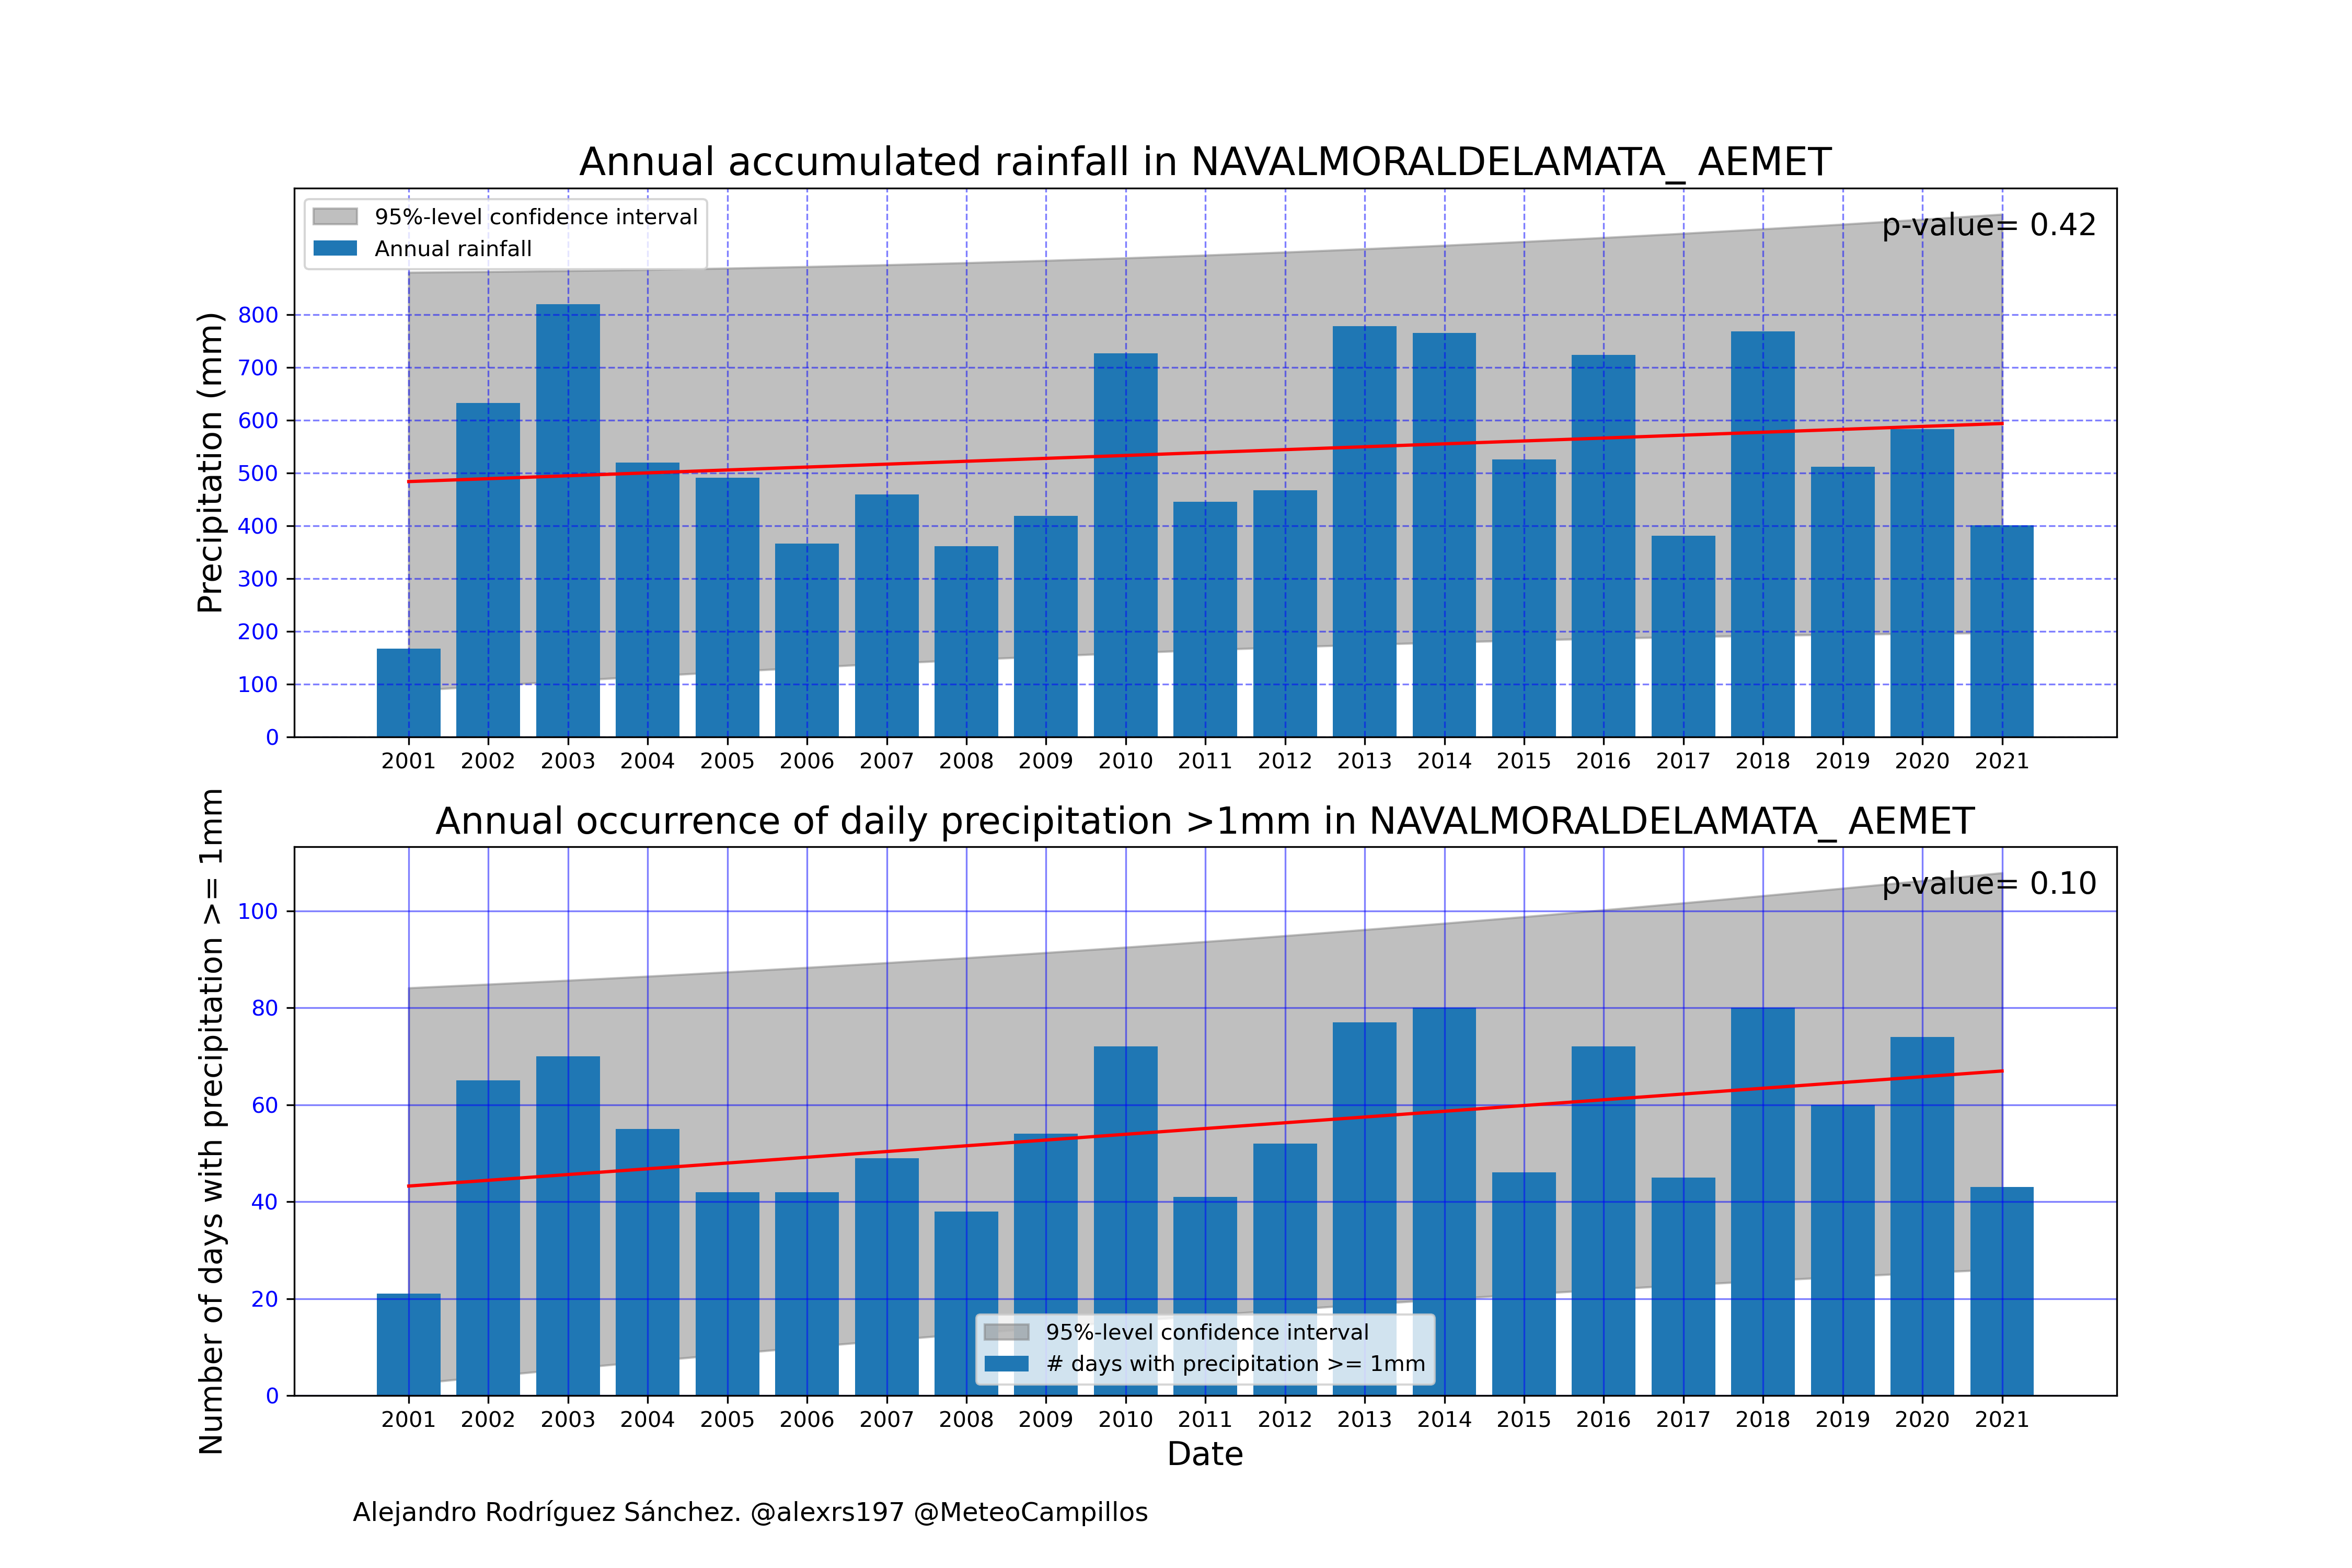 Annual accumulated rainfall in NAVALMORALDELAMATA_ AEMET
95%-level confidence interval
Annual rainfall
p-value= 0.42
Precipitation (mm)
800
700
600
500
400
300
200
100
0
2001 2002 2003 2004 2005 2006 2007 2008 2009 2010 2011 2012 2013 2014 2015 2016 2017 2018 2019 2020 2021
Annual occurrence of daily precipitation >1mm in NAVALMORALDELAMATA_ AEMET
p-value= 0.10
Number of days with precipitation >= 1mm
100
80
60
40
20
0
95%-level confidence interval
# days with precipitation >= 1mm
2001 2002 2003 2004 2005 2006 2007 2008 2009 2010 2011 2012 2013 2014 2015 2016 2017 2018 2019 2020 2021
Date
Alejandro Rodríguez Sánchez. @alexrs197 @MeteoCampillos